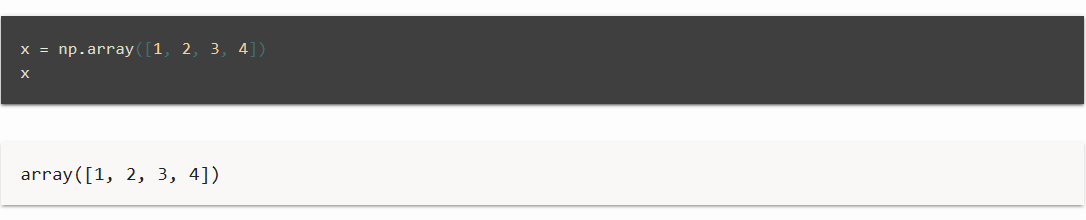 x = np.array([1, 2, 3, 4])
x
array([1, 2, 3, 4])